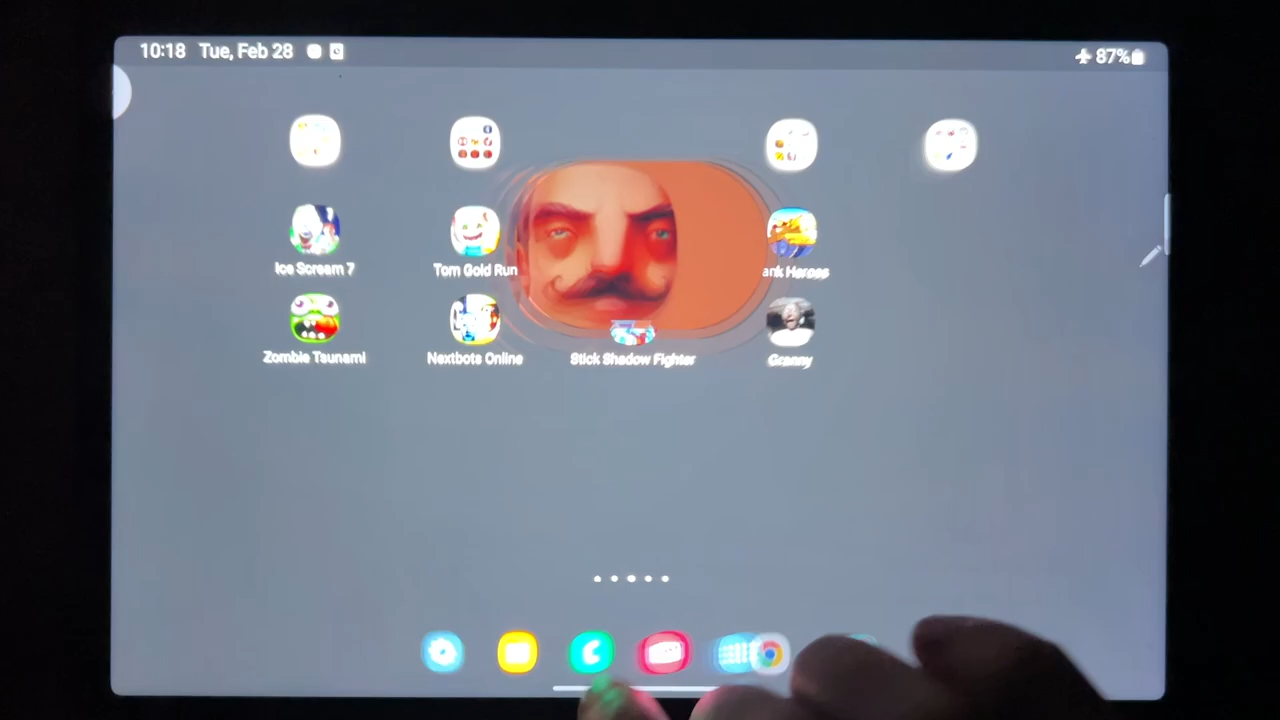 10:18 Tue, Feb 28
87%
Ice Scream 7
Tom Gold Run
ank Heroes
Zombie Tsunami
Nextbots Online
Stick Shadow Fighter
Granny